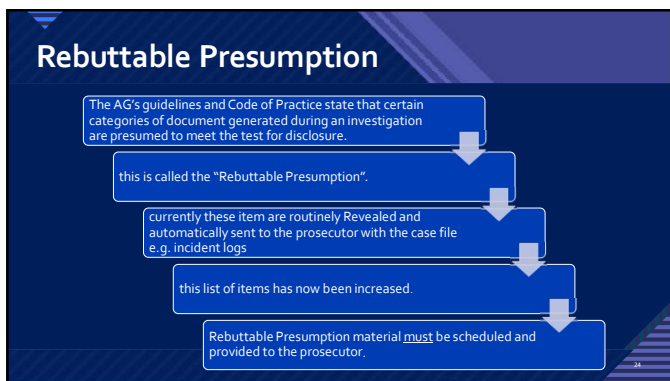 Rebuttable Presumption
The AG's guidelines and Code of Practice state that certain
categories of document generated during an investigation
are presumed to meet the test for disclosure.
this is called the “Rebuttable Presumption”.
currently these item are routinely Revealed and
automatically sent to the prosecutor with the case file
e.g. incident logs
this list of items has now been increased.
Rebuttable Presumption material must be scheduled and
provided to the prosecutor.
24